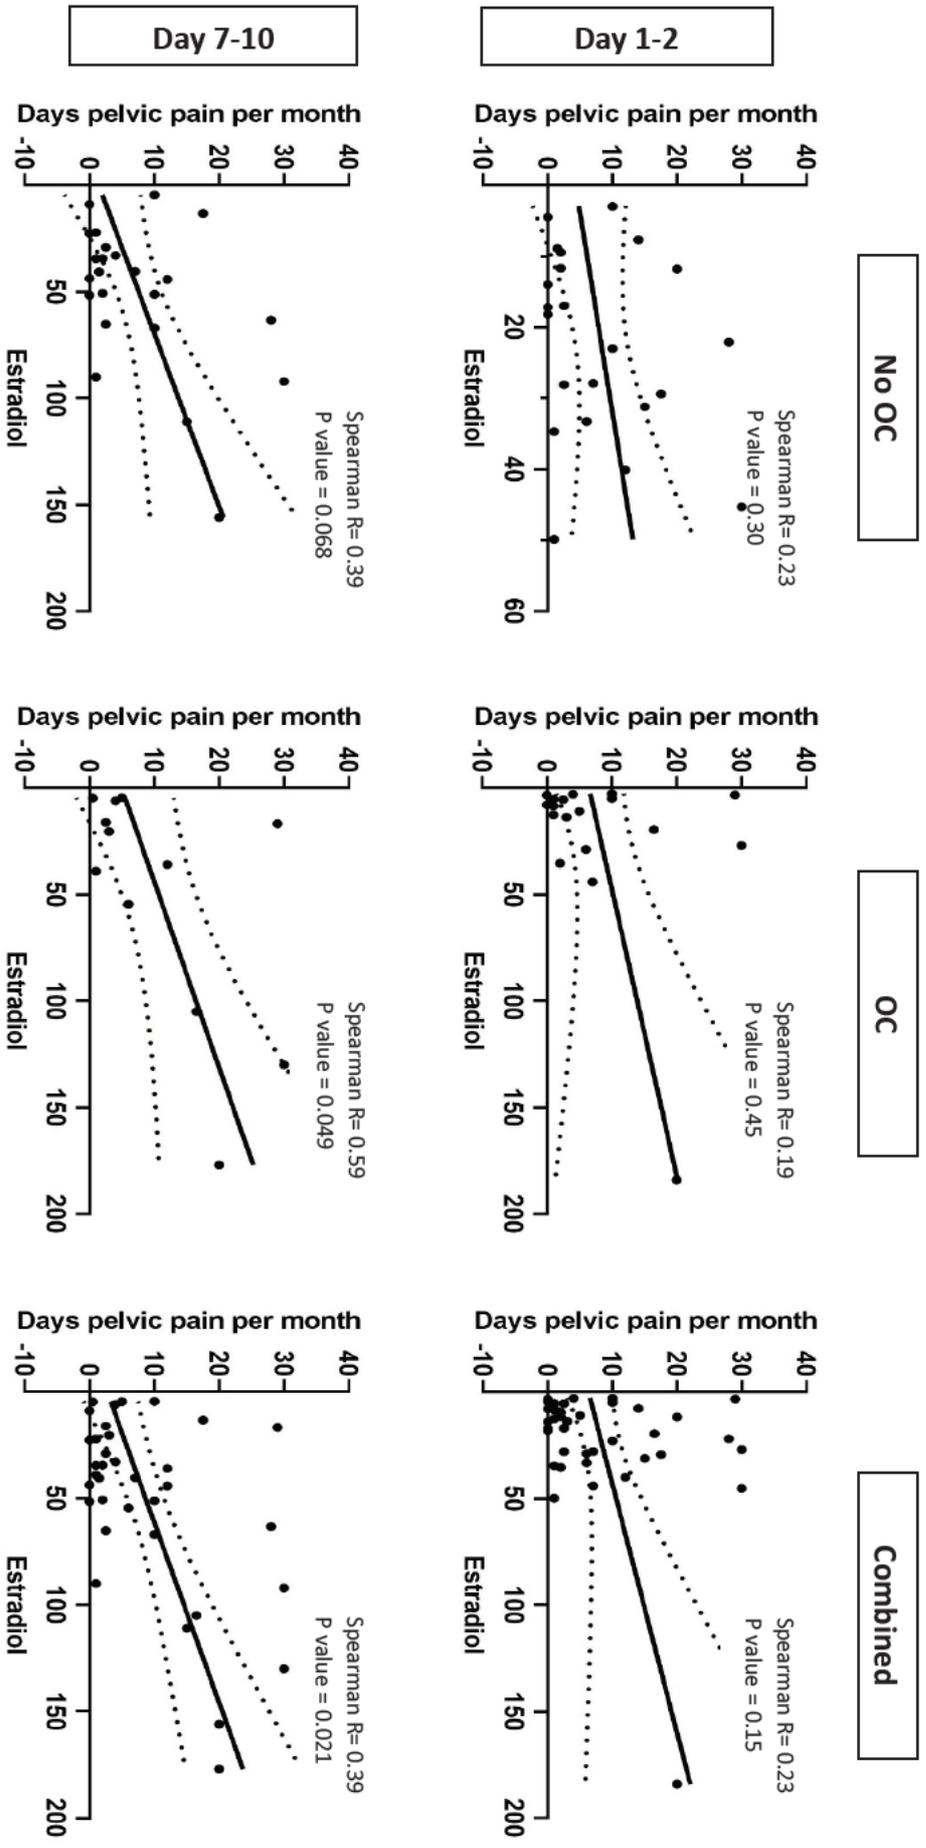 No OC
OC
Combined
Day 1-2
Days pelvic pain per month
40
30
20
10
0
-10
20
40
60
Estradiol
Spearman R= 0.23
P value = 0.30
Days pelvic pain per month
40
30
20
10
0
-10
50
100
150
200
Estradiol
Spearman R= 0.19
P value = 0.45
Days pelvic pain per month
40
30
20
10
0
-10
50
100
150
200
Estradiol
Spearman R= 0.23
P value = 0.15
Day 7-10
Days pelvic pain per month
40
30
20
10
0
-10
50
100
150
200
Estradiol
Spearman R= 0.39
P value = 0.068
Days pelvic pain per month
40
30
20
10
0
-10
50
100
150
200
Estradiol
Spearman R= 0.59
P value = 0.049
Days pelvic pain per month
40
30
20
10
0
-10
50
100
150
200
Estradiol
Spearman R= 0.39
P value = 0.021